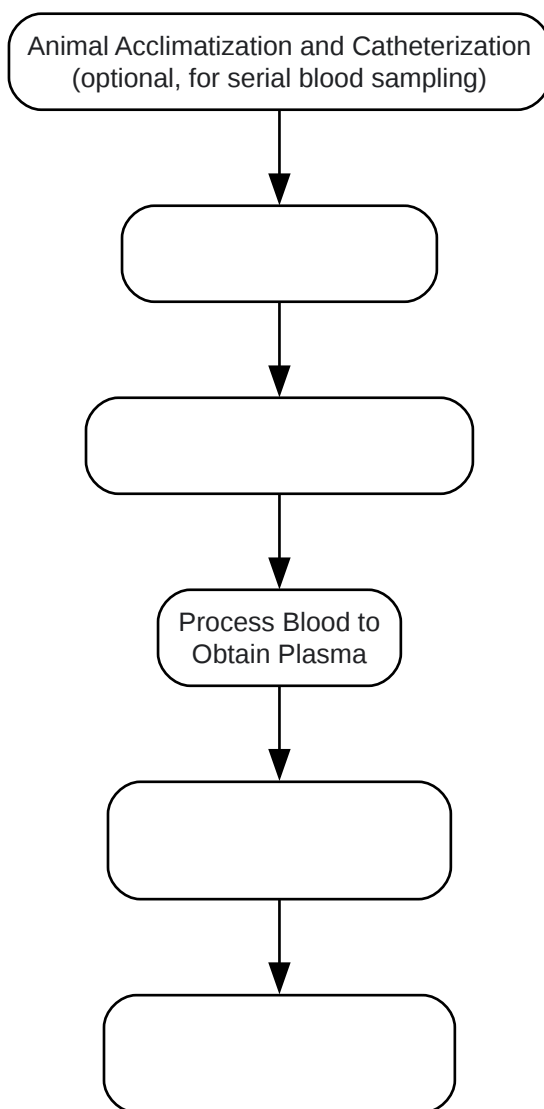 Animal Acclimatization and Catheterization
(optional, for serial blood sampling)
Process Blood to
Obtain Plasma